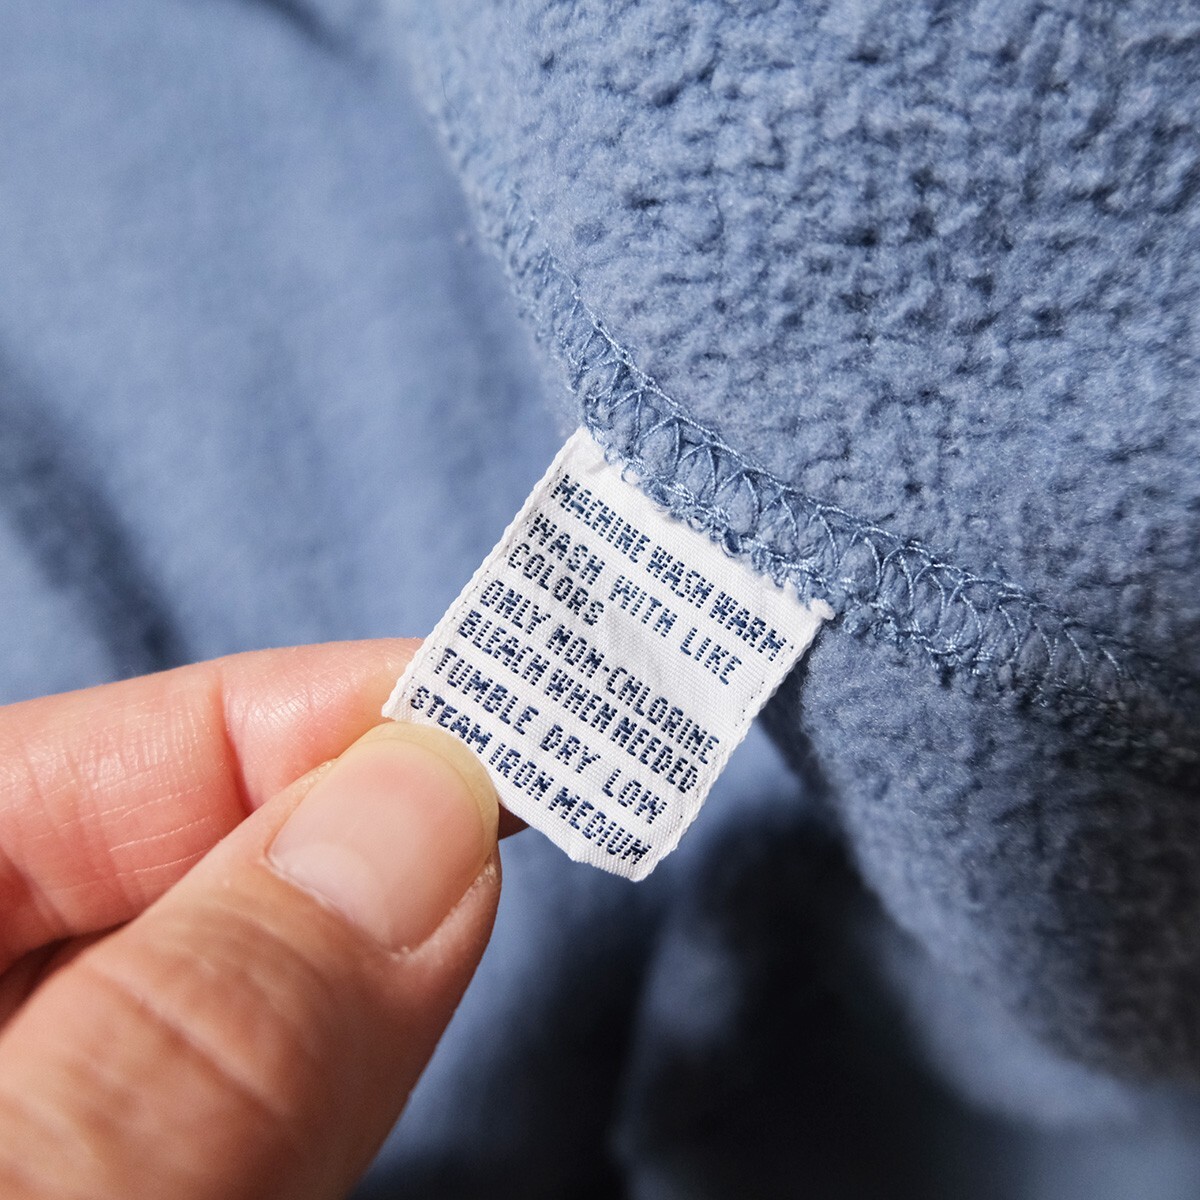 MACHINE WASH WARM
WASH WITH LIKE
COLORS
ONLY NON-CHLORINE
BLEACH WHEN NEEDED
TUMBLE DRY LOW
STEAM IRON MEDIUM